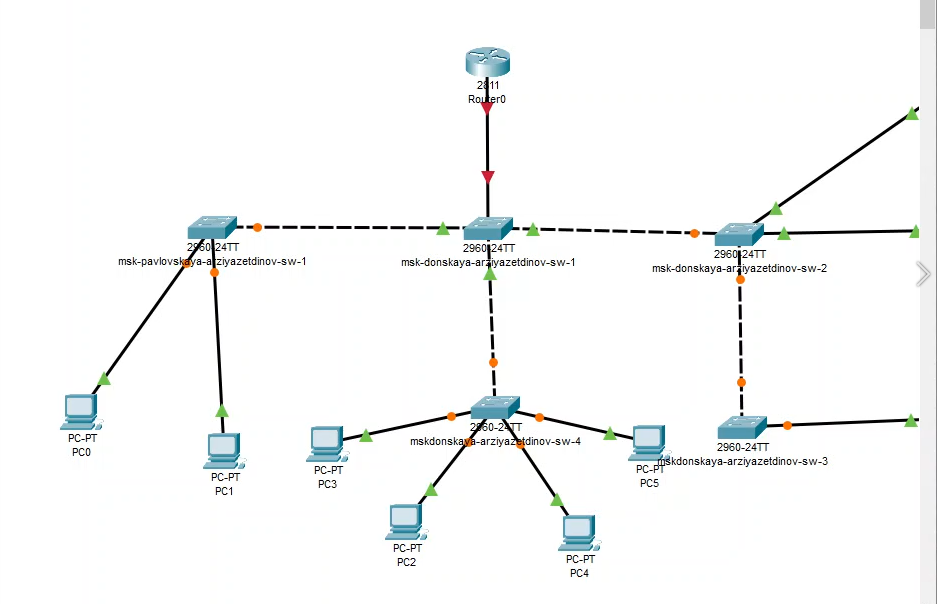 2811
Router0
2960-24TT
msk-pavlovskaya-arziyazetdinov-sw-1
2960-24TT
msk-donskaya-arziyazetdinov-sw-1
2960-24TT
msk-donskaya-arziyazetdinov-sw-2
PC-PT
PC0
PC-PT
PC1
PC-PT
PC3
2960-24TT
mskdonskaya-arziyazetdinov-sw-4
PC-PT
PC5
2960-24TT
mskdonskaya-arziyazetdinov-sw-3
PC-PT
PC2
PC-PT
PC4